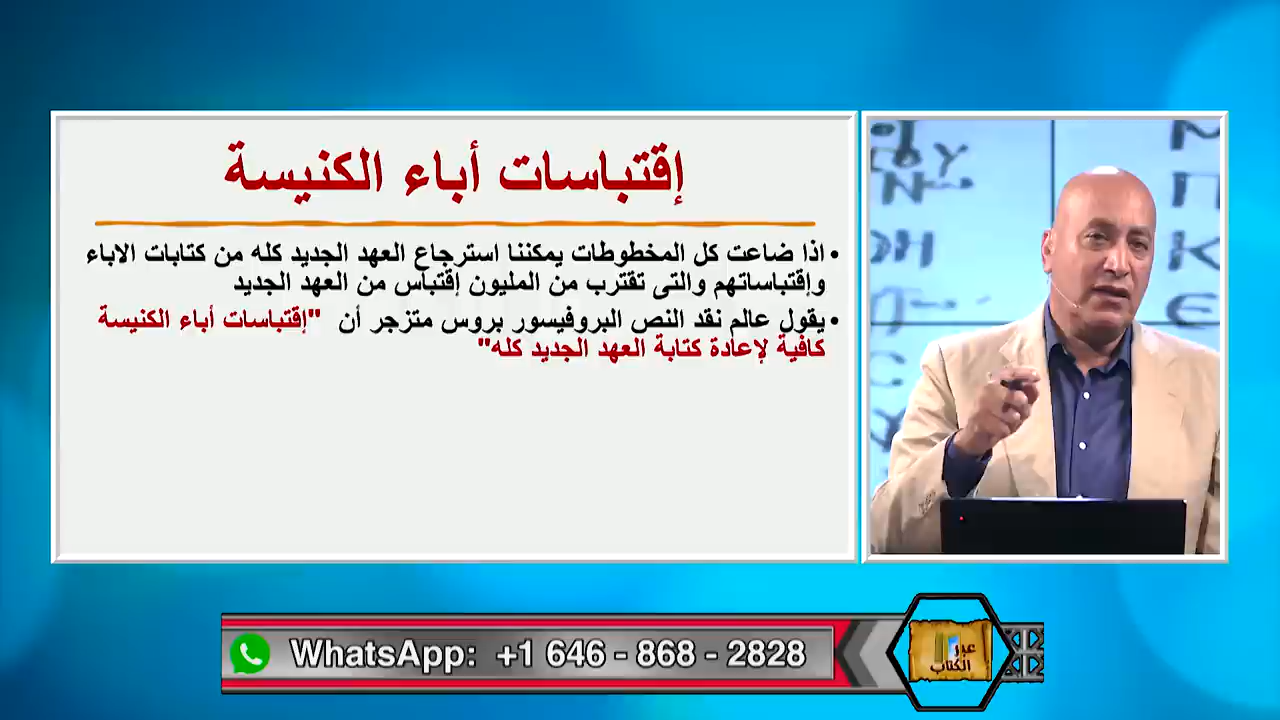 إقتباسات أباء الكنيسة
• اذا ضاعت كل المخطوطات يمكننا استرجاع العهد الجديد كله من كتابات الاباء
وإقتباساتهم والتى تقترب من المليون إقتباس من العهد الجديد
• يقول عالم نقد النص البروفيسور بروس متزجر أن "إقتباسات أباء الكنيسة
كافية لإعادة كتابة العهد الجديد كله"
WhatsApp: +1 646 - 868 - 2828
عبر
الكتاب